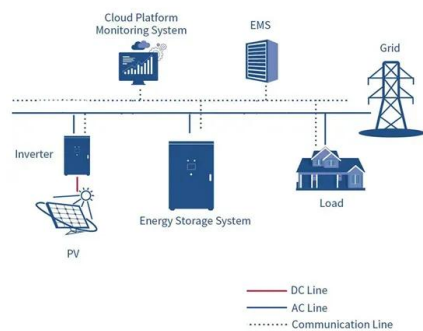 Cloud Platform
Monitoring System
EMS
Grid
Inverter
Energy Storage System
Load
PV
DC Line
AC Line
Communication Line